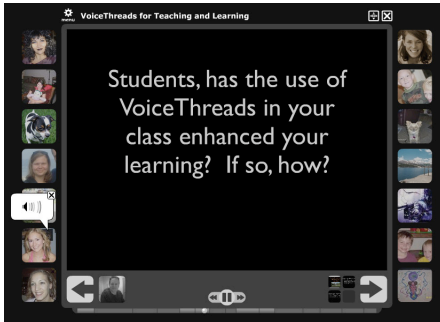 menu
VoiceThreads for Teaching and Learning
Students, has the use of
VoiceThreads in your
class enhanced your
learning? If so, how?